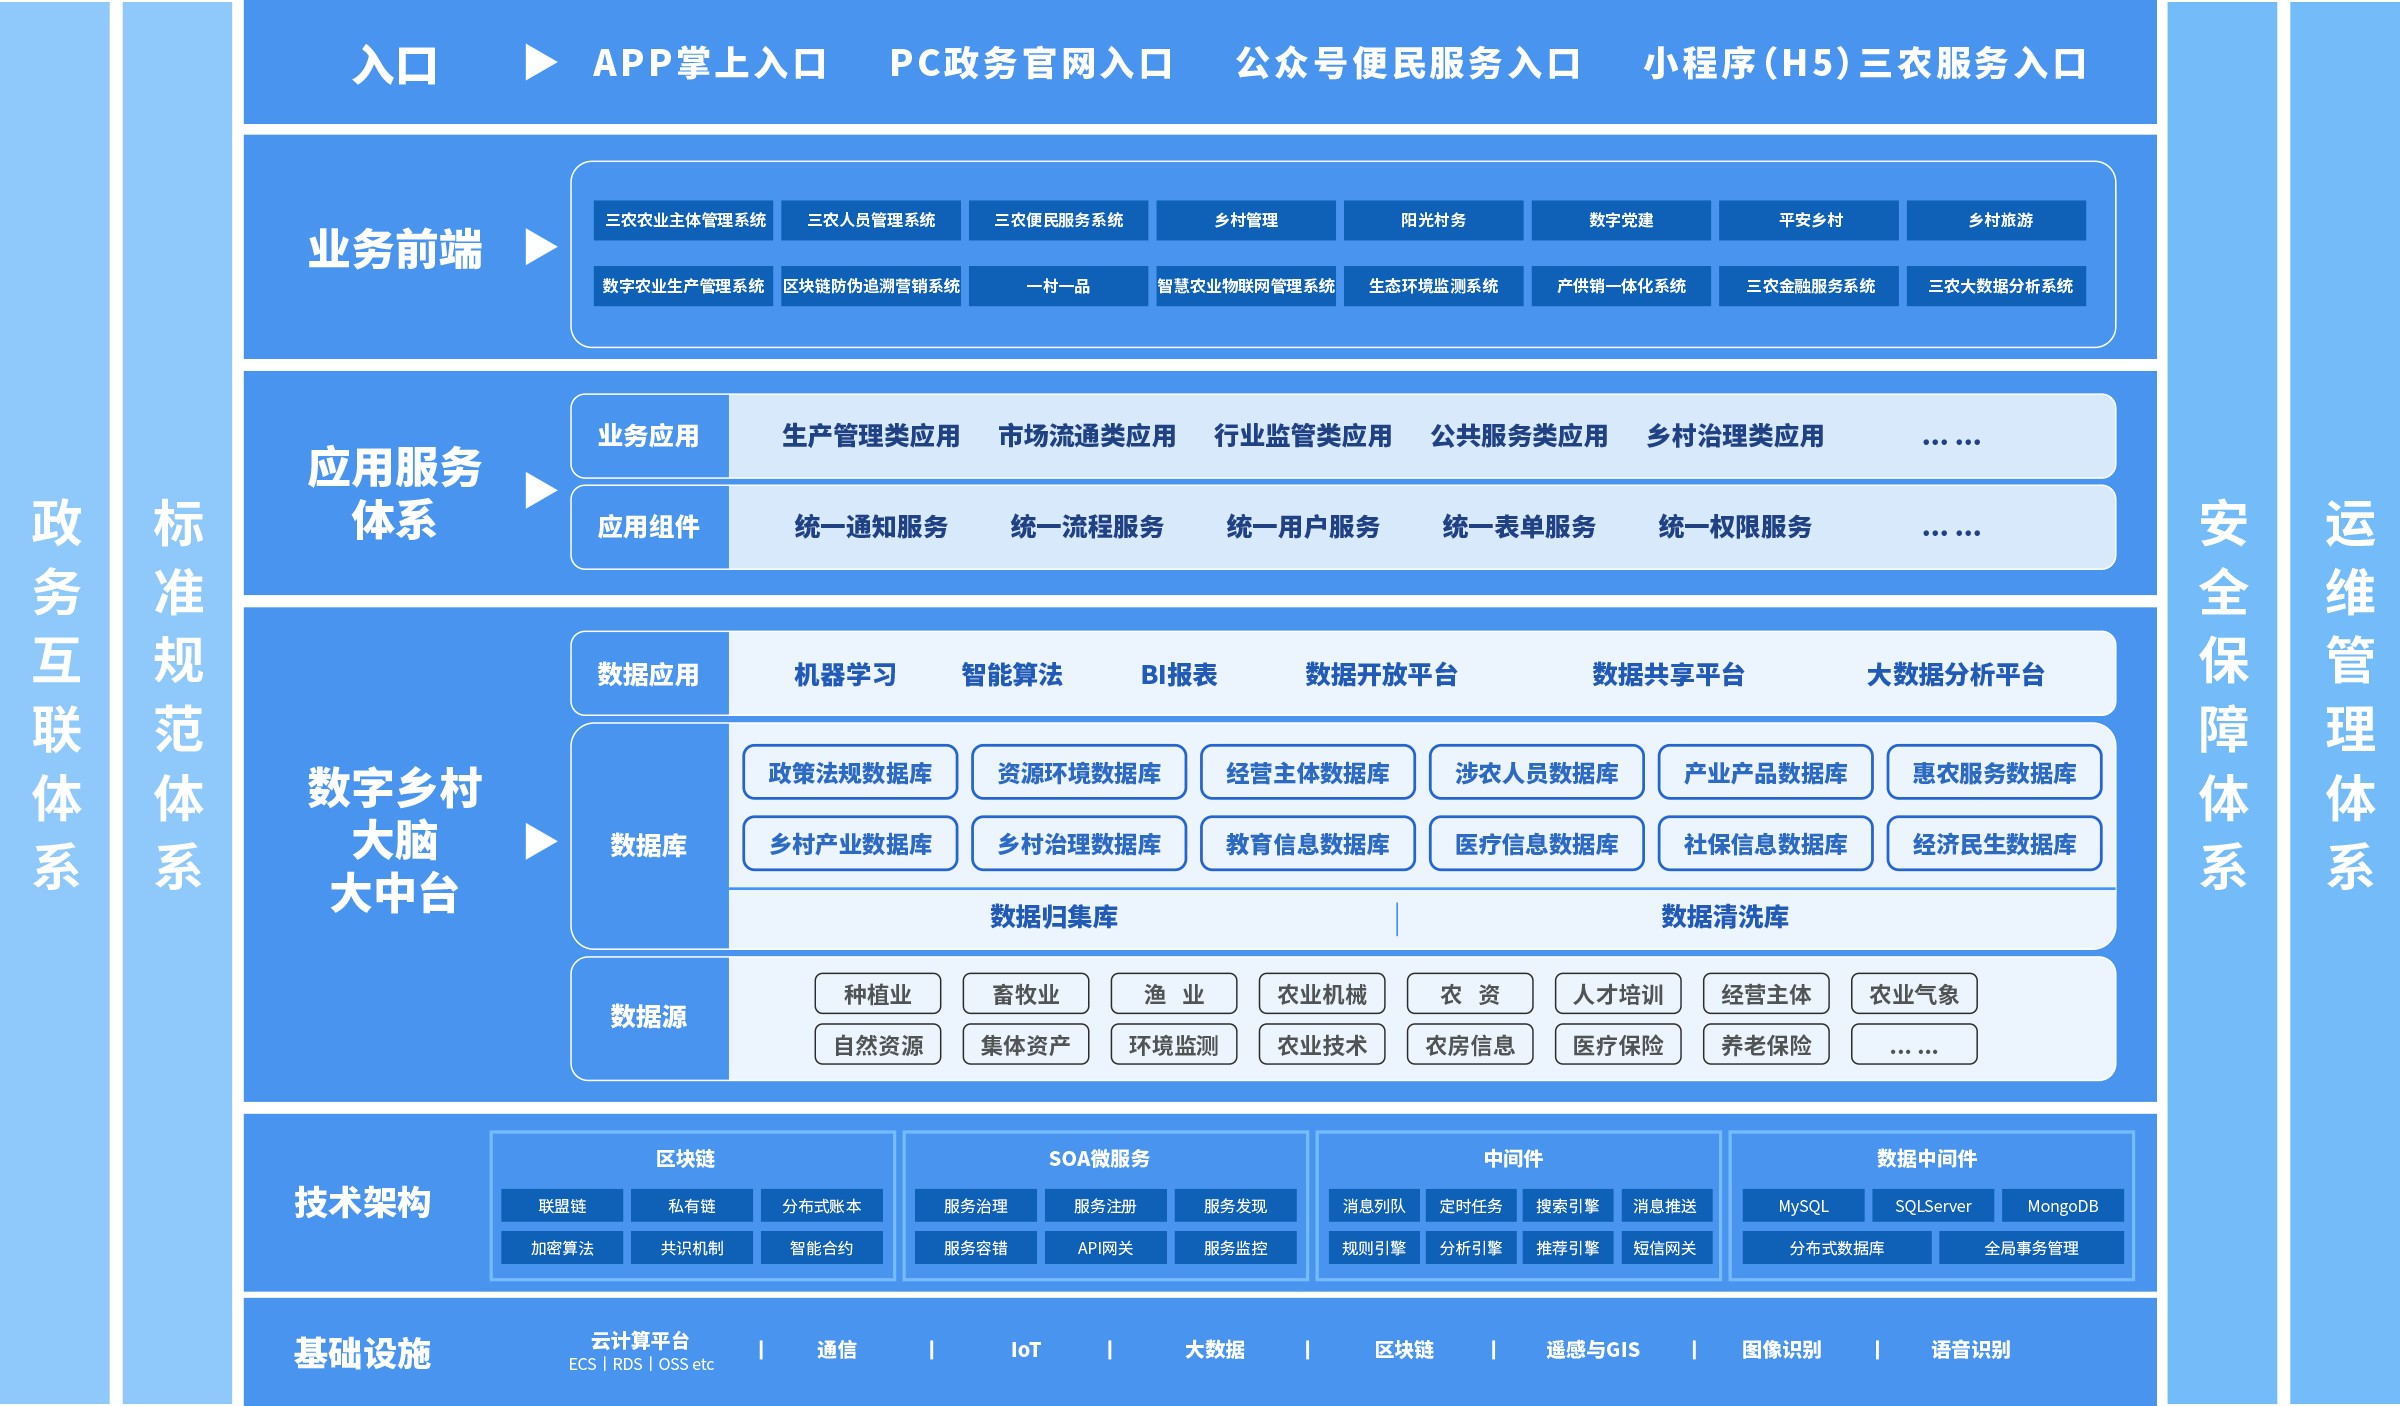 政务互联体系
标准规范体系
入口
APP掌上入口
PC政务官网入口
公众号便民服务入口
小程序(H5)三农服务入口
业务前端
三农农业主体管理系统
三农人员管理系统
三农便民服务系统
乡村管理
阳光村务
数字党建
平安乡村
乡村旅游
数字农业生产管理系统
区块链防伪追溯营销系统
一村一品
智慧农业物联网管理系统
生态环境监测系统
产供销一体化系统
三农金融服务系统
三农大数据分析系统
应用服务
体系
业务应用
生产管理类应用
市场流通类应用
行业监管类应用
公共服务类应用
乡村治理类应用
... ...
应用组件
统一通知服务
统一流程服务
统一用户服务
统一表单服务
统一权限服务
... ...
数字乡村
大脑
大中台
数据应用
机器学习
智能算法
BI报表
数据开放平台
数据共享平台
大数据分析平台
数据库
政策法规数据库
资源环境数据库
经营主体数据库
涉农人员数据库
产业产品数据库
惠农服务数据库
乡村产业数据库
乡村治理数据库
教育信息数据库
医疗信息数据库
社保信息数据库
经济民生数据库
数据归集库
数据清洗库
数据源
种植业
畜牧业
渔 业
农业机械
农 资
人才培训
经营主体
农业气象
自然资源
集体资产
环境监测
农业技术
农房信息
医疗保险
养老保险
... ...
技术架构
区块链
联盟链
私有链
分布式账本
加密算法
共识机制
智能合约
SOA微服务
服务治理
服务注册
服务发现
服务容错
API网关
服务监控
中间件
消息列队
定时任务
搜索引擎
消息推送
规则引擎
分析引擎
推荐引擎
短信网关
数据中间件
MySQL
SQLServer
MongoDB
分布式数据库
全局事务管理
基础设施
云计算平台
ECS | RDS | OSS etc
通信
IoT
大数据
区块链
遥感与GIS
图像识别
语音识别
安全保障体系
运维管理体系